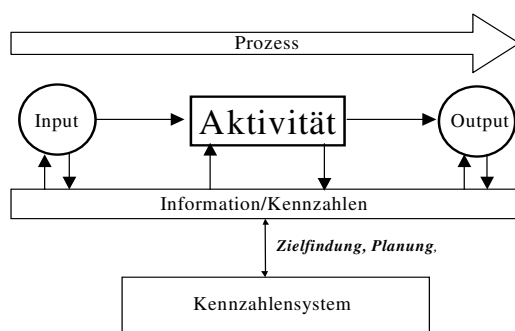 Prozess
Input Aktivität Output
Information/Kennzahlen
Zielfindung, Planung,
Kennzahlensystem